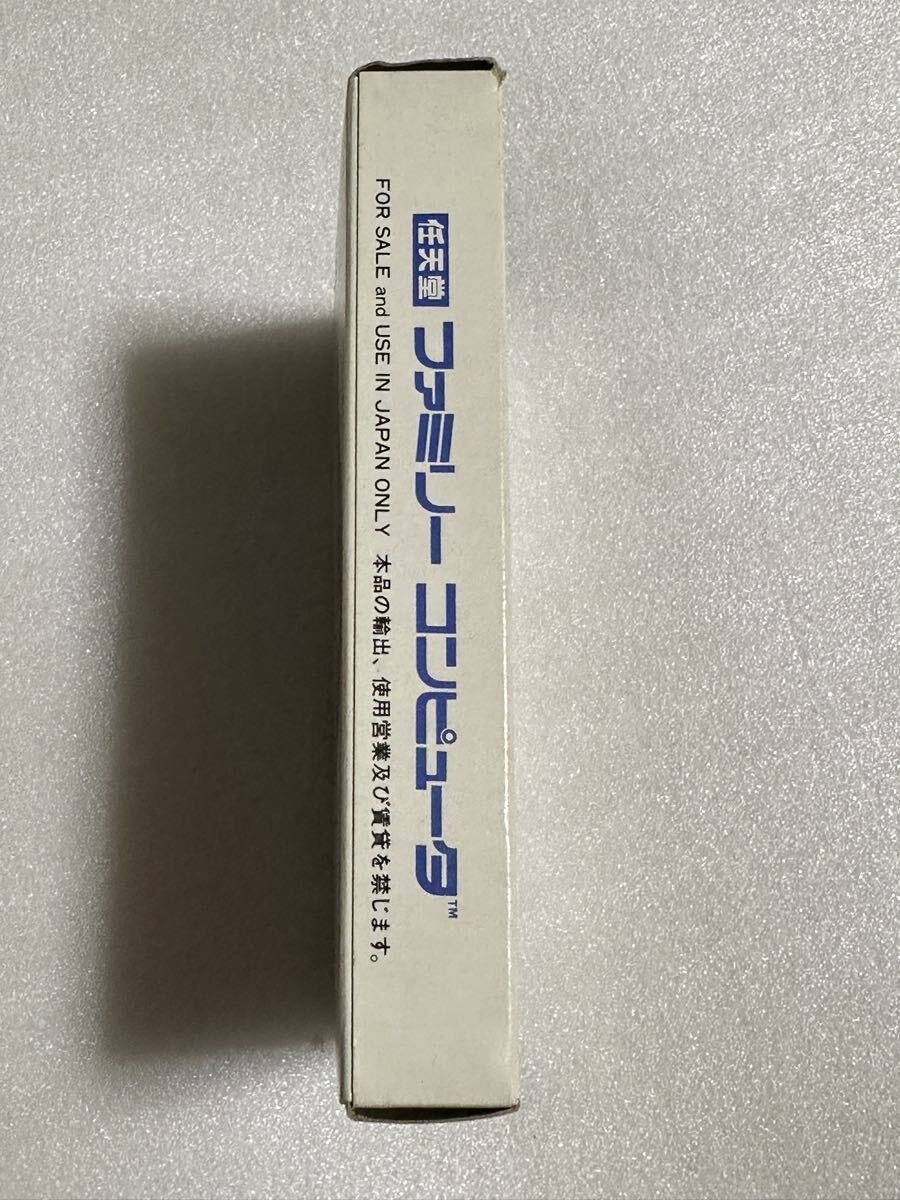 任天堂 ファミリー コンピュータ™
FOR SALE and USE IN JAPAN ONLY 本品の輸出、使用営業及び賃貸を禁じます。